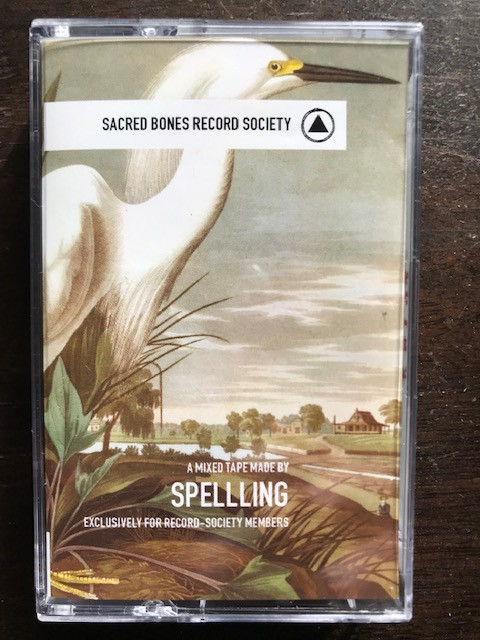 SACRED BONES RECORD SOCIETY
A MIXED TAPE MADE BY
SPELLLING
EXCLUSIVELY FOR RECORD-SOCIETY MEMBERS